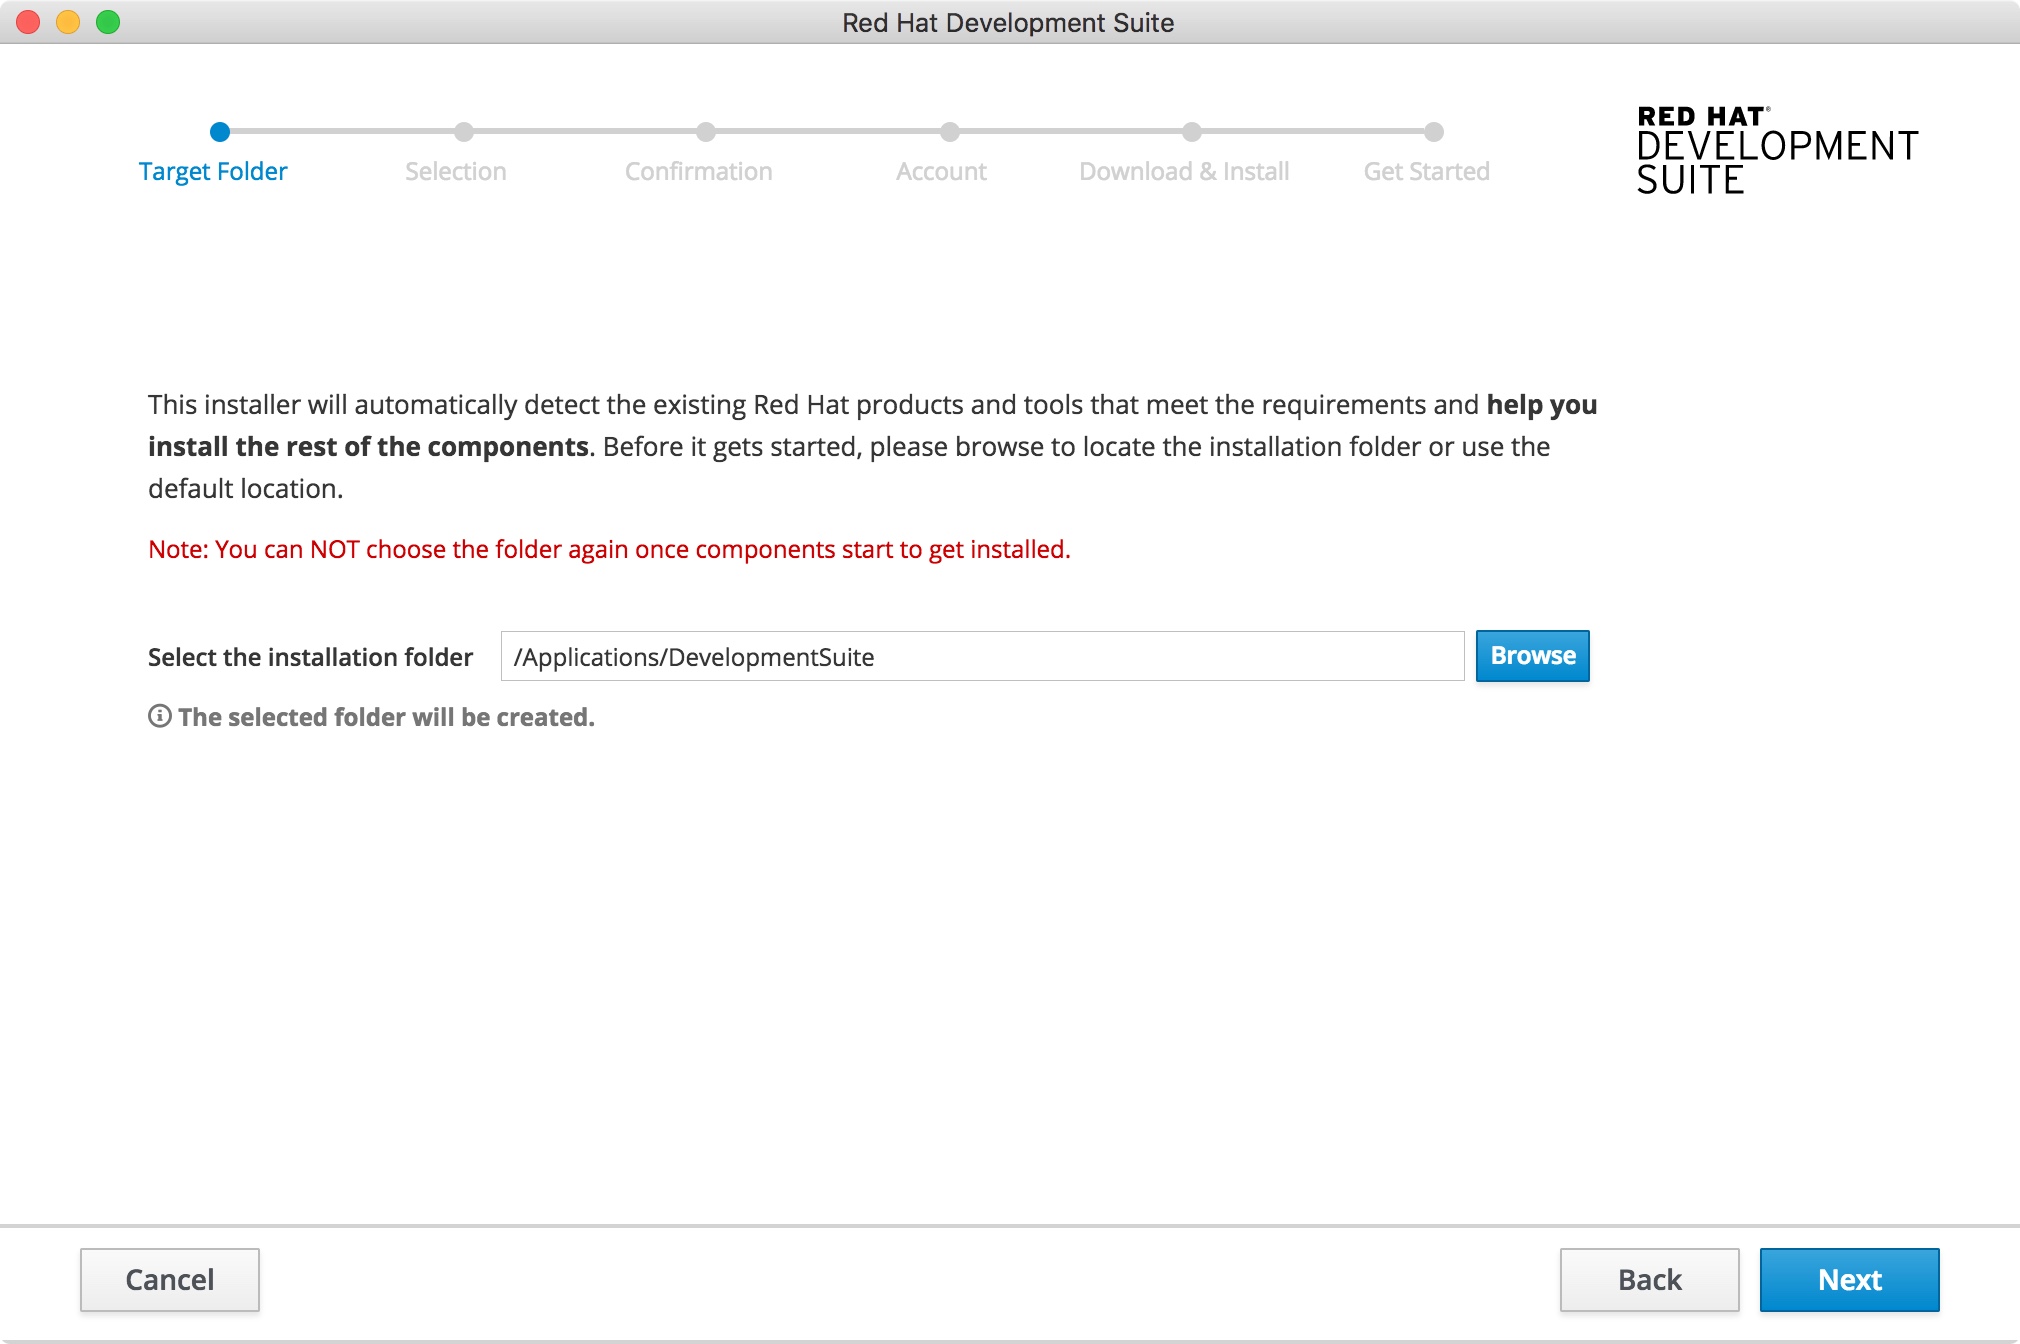 Red Hat Development Suite
RED HAT®
DEVELOPMENT
SUITE
Target Folder
Selection
Confirmation
Account
Download & Install
Get Started
This installer will automatically detect the existing Red Hat products and tools that meet the requirements and help you
install the rest of the components. Before it gets started, please browse to locate the installation folder or use the
default location.
Note: You can NOT choose the folder again once components start to get installed.
Select the installation folder
/Applications/DevelopmentSuite
Browse
The selected folder will be created.
Cancel
Back
Next